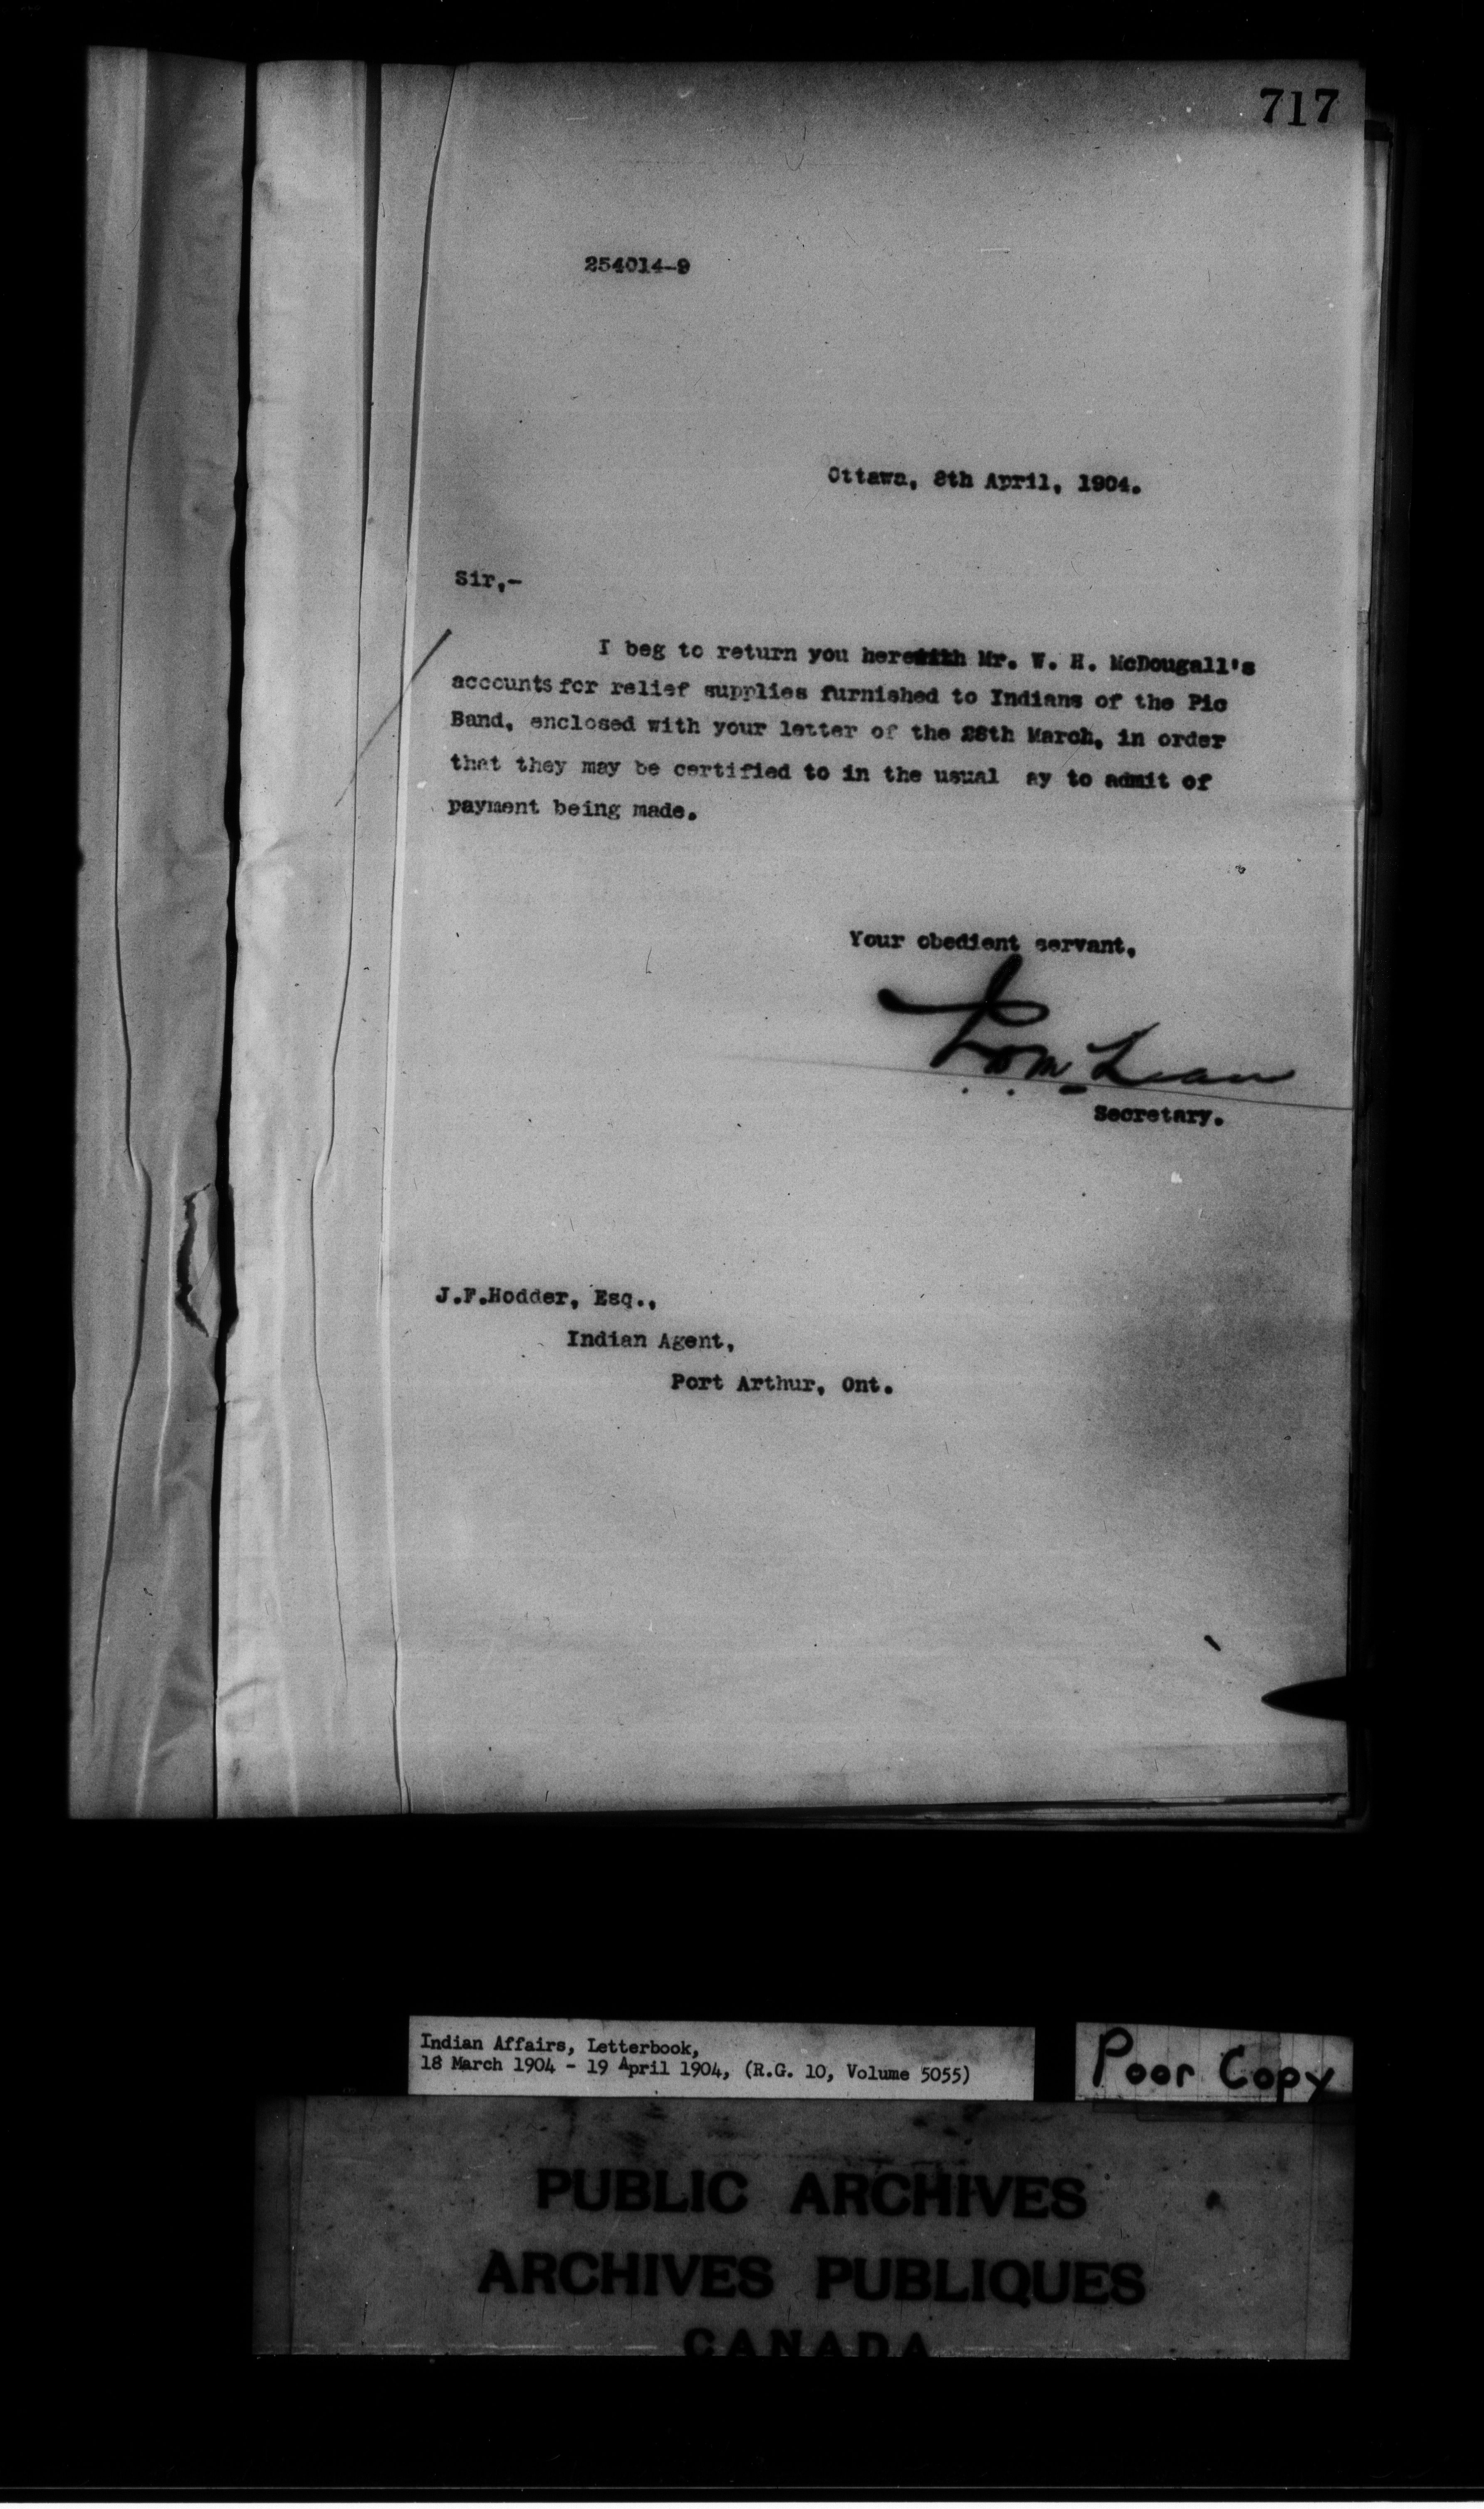 717
254014-9
Ottawa, 8th April, 1904.
Sir,-
I beg to return you herewith Mr. W. H. McDougall's
accounts for relief supplies furnished to Indians of the Pic
Band, enclosed with your letter of the 28th March, in order
that they may be certified to in the usual ay to admit of
payment being made.
Your obedient servant,
J.D. McLean
Secretary.
J.F.Hodder, Esq.,
Indian Agent,
Port Arthur, Ont.
Indian Affairs, Letterbook,
18 March 1904 - 19 April 1904, (R.G. 10, Volume 5055)
Poor Copy
PUBLIC ARCHIVES
ARCHIVES PUBLIQUES
CANADA